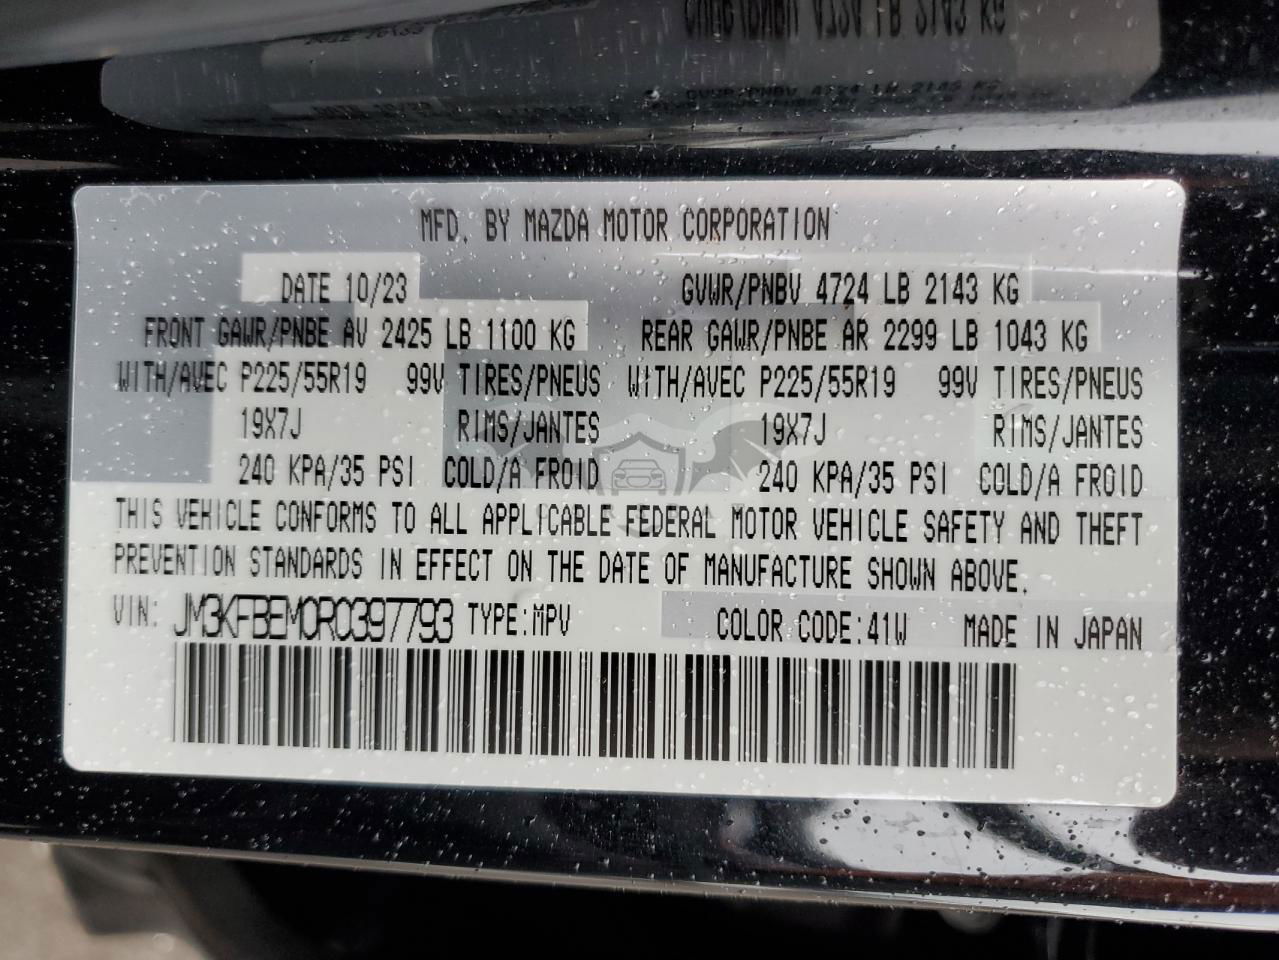 MFD. BY MAZDA MOTOR CORPORATION
DATE 10/23 GVWR/PNBV 4724 LB 2143 KG
FRONT GAWR/PNBE AV 2425 LB 1100 KG REAR GAWR/PNBE AR 2299 LB 1043 KG
WITH/AVEC P225/55R19 99V TIRES/PNEUS WITH/AVEC P225/55R19 99V TIRES/PNEUS
19X7J RIMS/JANTES 19X7J RIMS/JANTES
240 KPA/35 PSI COLD/A FROID 240 KPA/35 PSI COLD/A FROID
THIS VEHICLE CONFORMS TO ALL APPLICABLE FEDERAL MOTOR VEHICLE SAFETY AND THEFT
PREVENTION STANDARDS IN EFFECT ON THE DATE OF MANUFACTURE SHOWN ABOVE.
VIN: JM3KFBEM0R0397793 TYPE:MPV COLOR CODE:41W MADE IN JAPAN